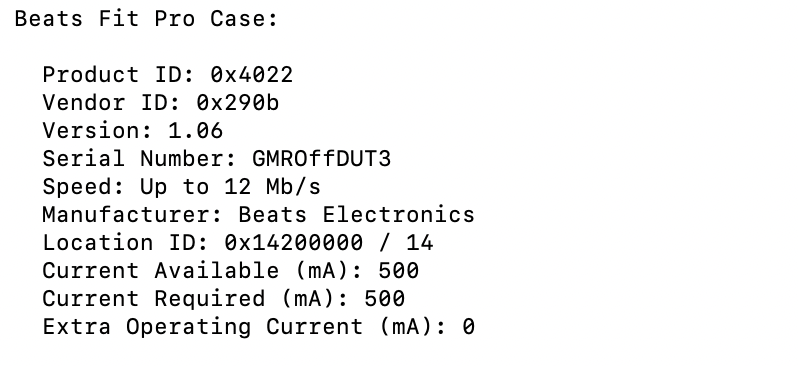 Beats Fit Pro Case:
Product ID: 0x4022
Vendor ID: 0x290b
Version: 1.06
Serial Number: GMROffDUT3
Speed: Up to 12 Mb/s
Manufacturer: Beats Electronics
Location ID: 0x14200000 / 14
Current Available (mA): 500
Current Required (mA): 500
Extra Operating Current (mA): 0